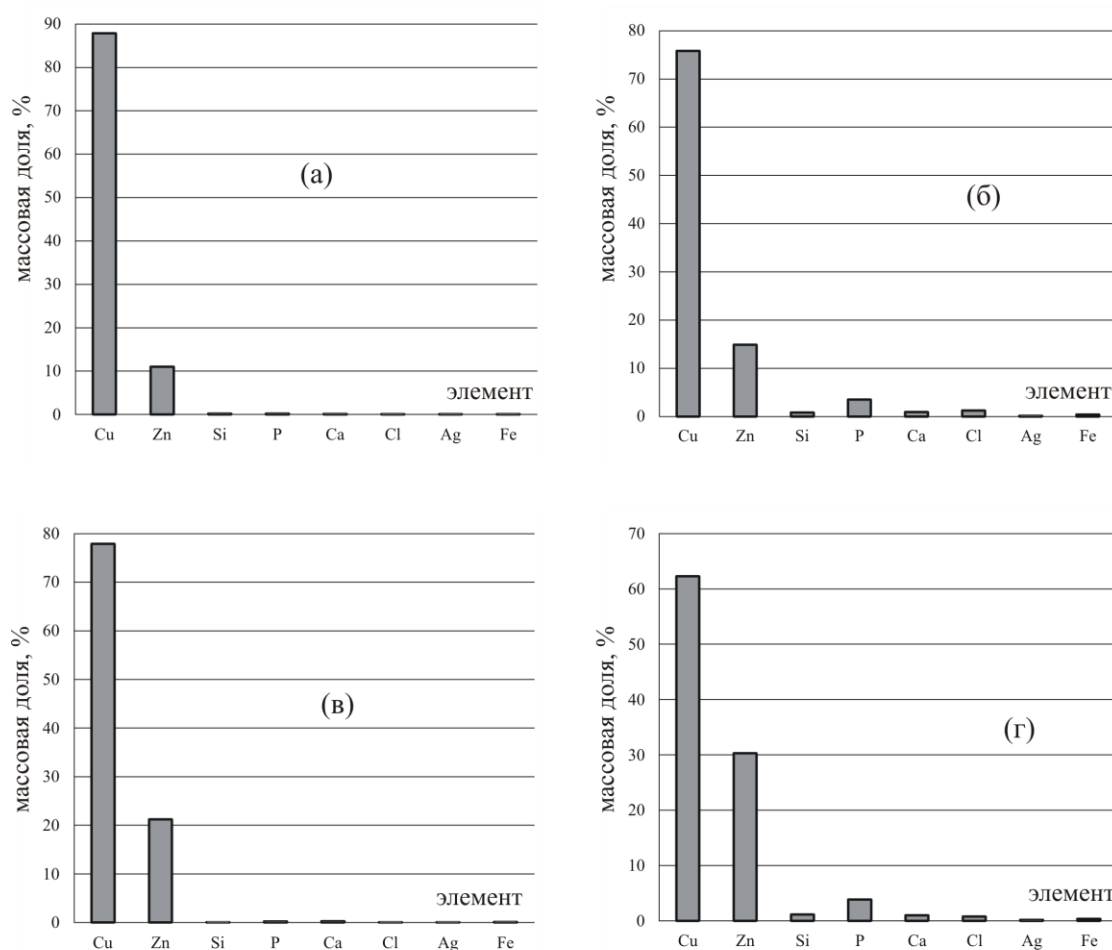 массовая доля, %
90
80
70
60
50
40
30
20
10
0
(а)
элемент
Cu Zn Si P Ca Cl Ag Fe
массовая доля, %
80
70
60
50
40
30
20
10
0
(б)
элемент
Cu Zn Si P Ca Cl Ag Fe
массовая доля, %
80
70
60
50
40
30
20
10
0
(в)
элемент
Cu Zn Si P Ca Cl Ag Fe
массовая доля, %
70
60
50
40
30
20
10
0
(г)
элемент
Cu Zn Si P Ca Cl Ag Fe